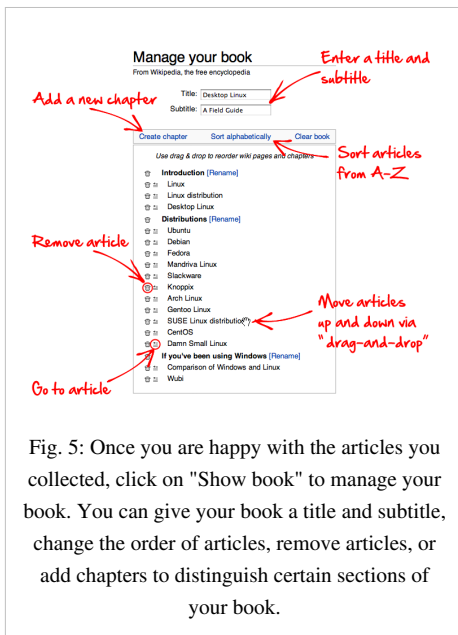 Manage your book
From Wikipedia, the free encyclopedia
Enter a title and
subtitle
Title: Desktop Linux
Subtitle: A Field Guide
Add a new chapter
Create chapter Sort alphabetically Clear book
Use drag & drop to reorder wiki pages and chapters
Sort articles
from A-Z
Introduction [Rename]
Linux
Linux distribution
Desktop Linux
Distributions [Rename]
Ubuntu
Remove article
Debian
Fedora
Mandriva Linux
Slackware
Knoppix
Arch Linux
Gentoo Linux
SUSE Linux distribution
Move articles
up and down via
"drag-and-drop"
CentOS
Damn Small Linux
Go to article
If you've been using Windows [Rename]
Comparison of Windows and Linux
Wubi
Fig. 5: Once you are happy with the articles you
collected, click on "Show book" to manage your
book. You can give your book a title and subtitle,
change the order of articles, remove articles, or
add chapters to distinguish certain sections of
your book.